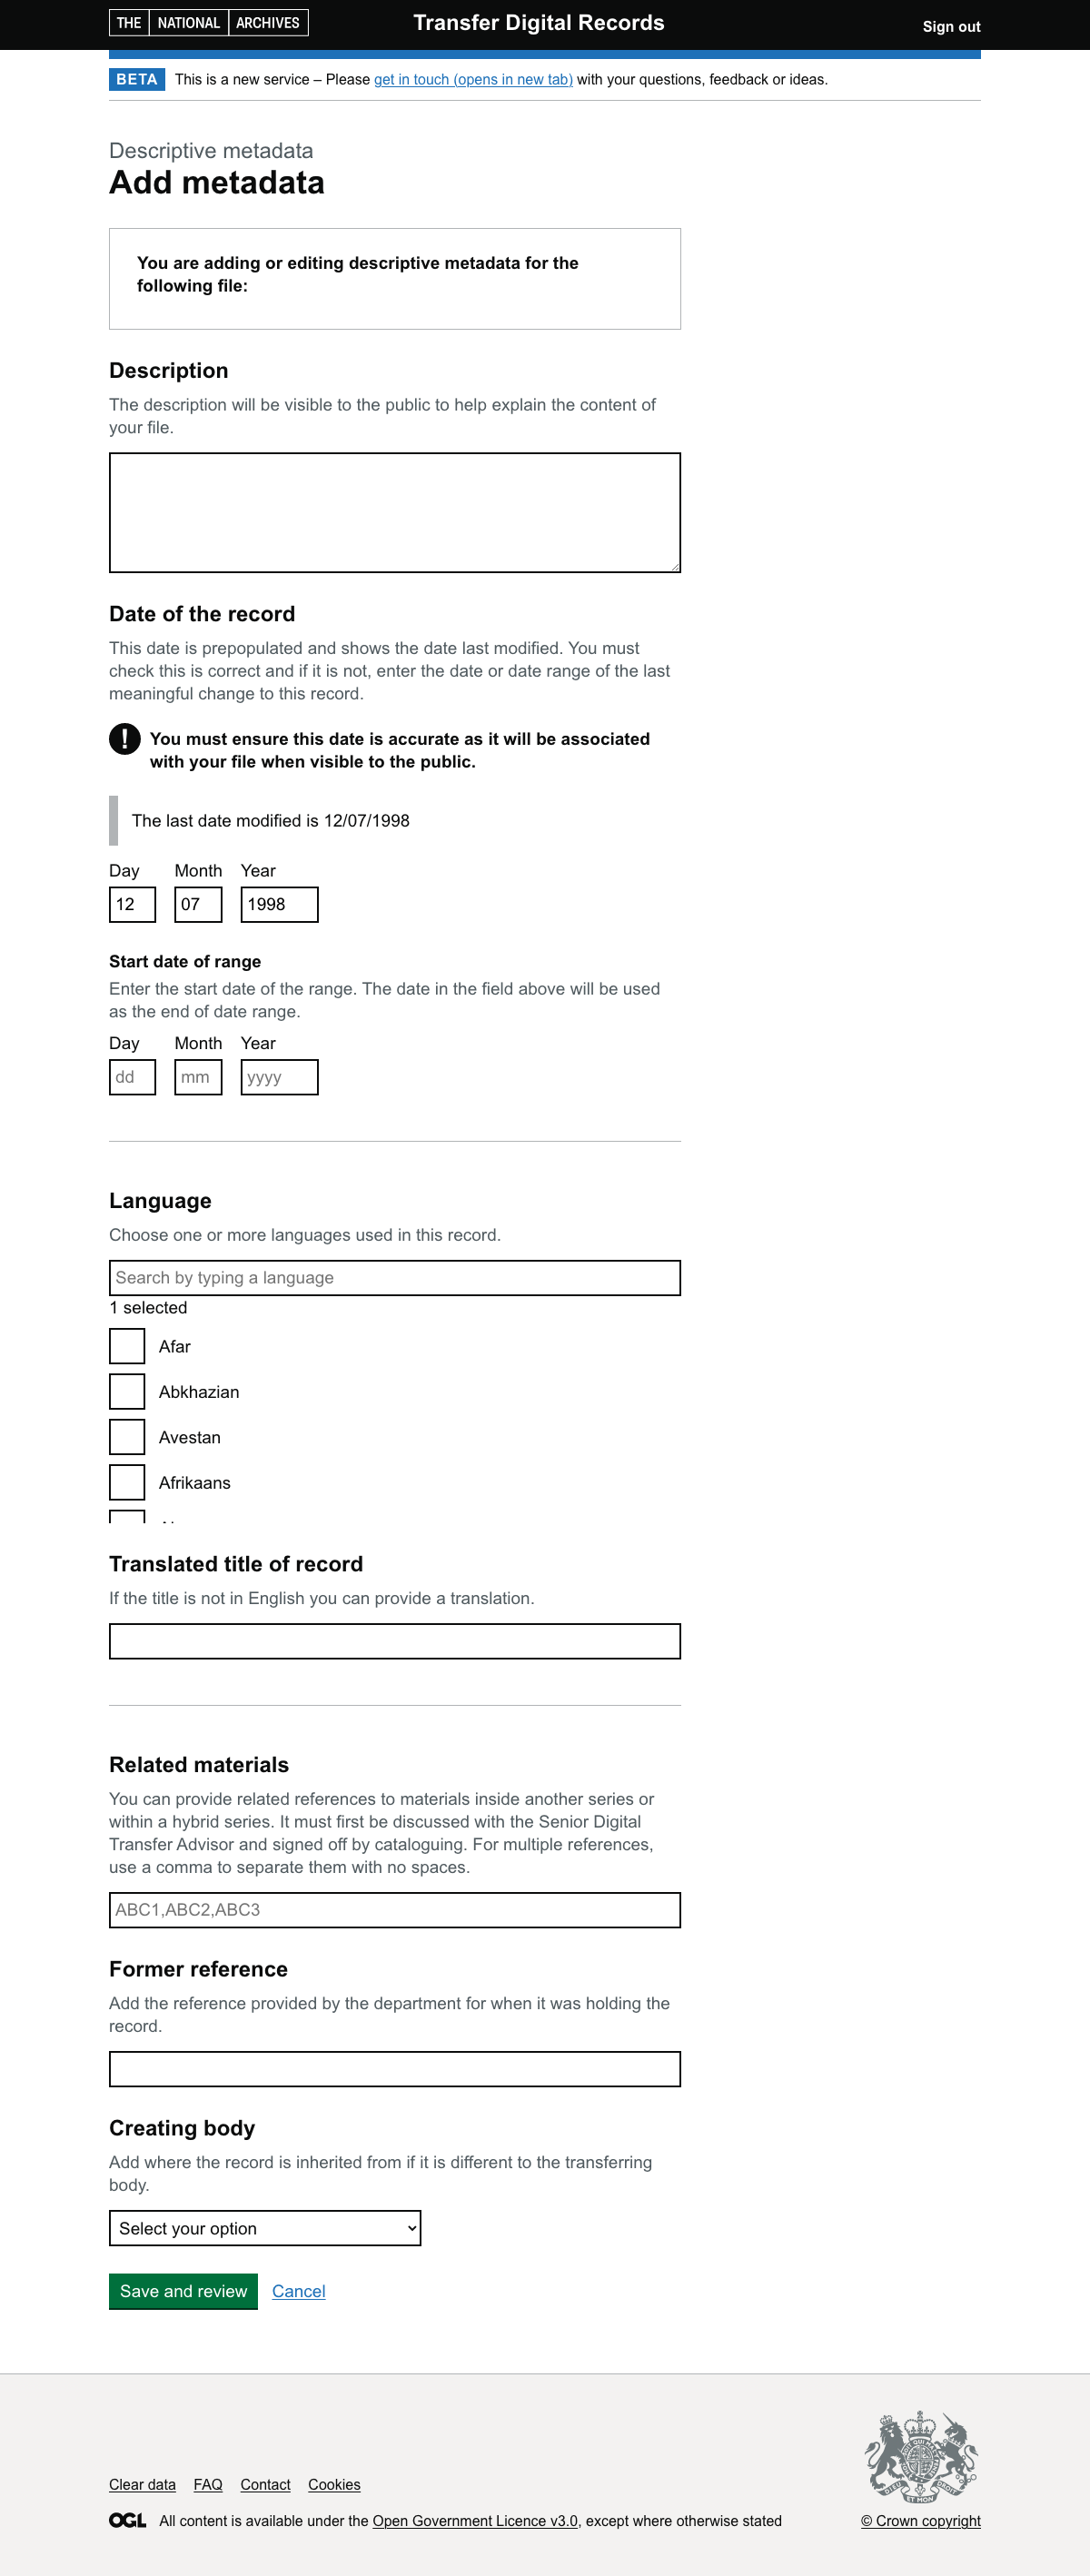 THE NATIONAL ARCHIVES
Transfer Digital Records
Sign out
BETA This is a new service – Please get in touch (opens in new tab) with your questions, feedback or ideas.
Descriptive metadata
Add metadata
You are adding or editing descriptive metadata for the
following file:
Description
The description will be visible to the public to help explain the content of
your file.
Date of the record
This date is prepopulated and shows the date last modified. You must
check this is correct and if it is not, enter the date or date range of the last
meaningful change to this record.
! You must ensure this date is accurate as it will be associated
with your file when visible to the public.
The last date modified is 12/07/1998
Day Month Year
12 07 1998
Start date of range
Enter the start date of the range. The date in the field above will be used
as the end of date range.
Day Month Year
dd mm yyyy
Language
Choose one or more languages used in this record.
Search by typing a language
1 selected
Afar
Abkhazian
Avestan
Afrikaans
Translated title of record
If the title is not in English you can provide a translation.
Related materials
You can provide related references to materials inside another series or
within a hybrid series. It must first be discussed with the Senior Digital
Transfer Advisor and signed off by cataloguing. For multiple references,
use a comma to separate them with no spaces.
ABC1,ABC2,ABC3
Former reference
Add the reference provided by the department for when it was holding the
record.
Creating body
Add where the record is inherited from if it is different to the transferring
body.
Select your option
Save and review Cancel
Clear data FAQ Contact Cookies
OGL All content is available under the Open Government Licence v3.0, except where otherwise stated
© Crown copyright